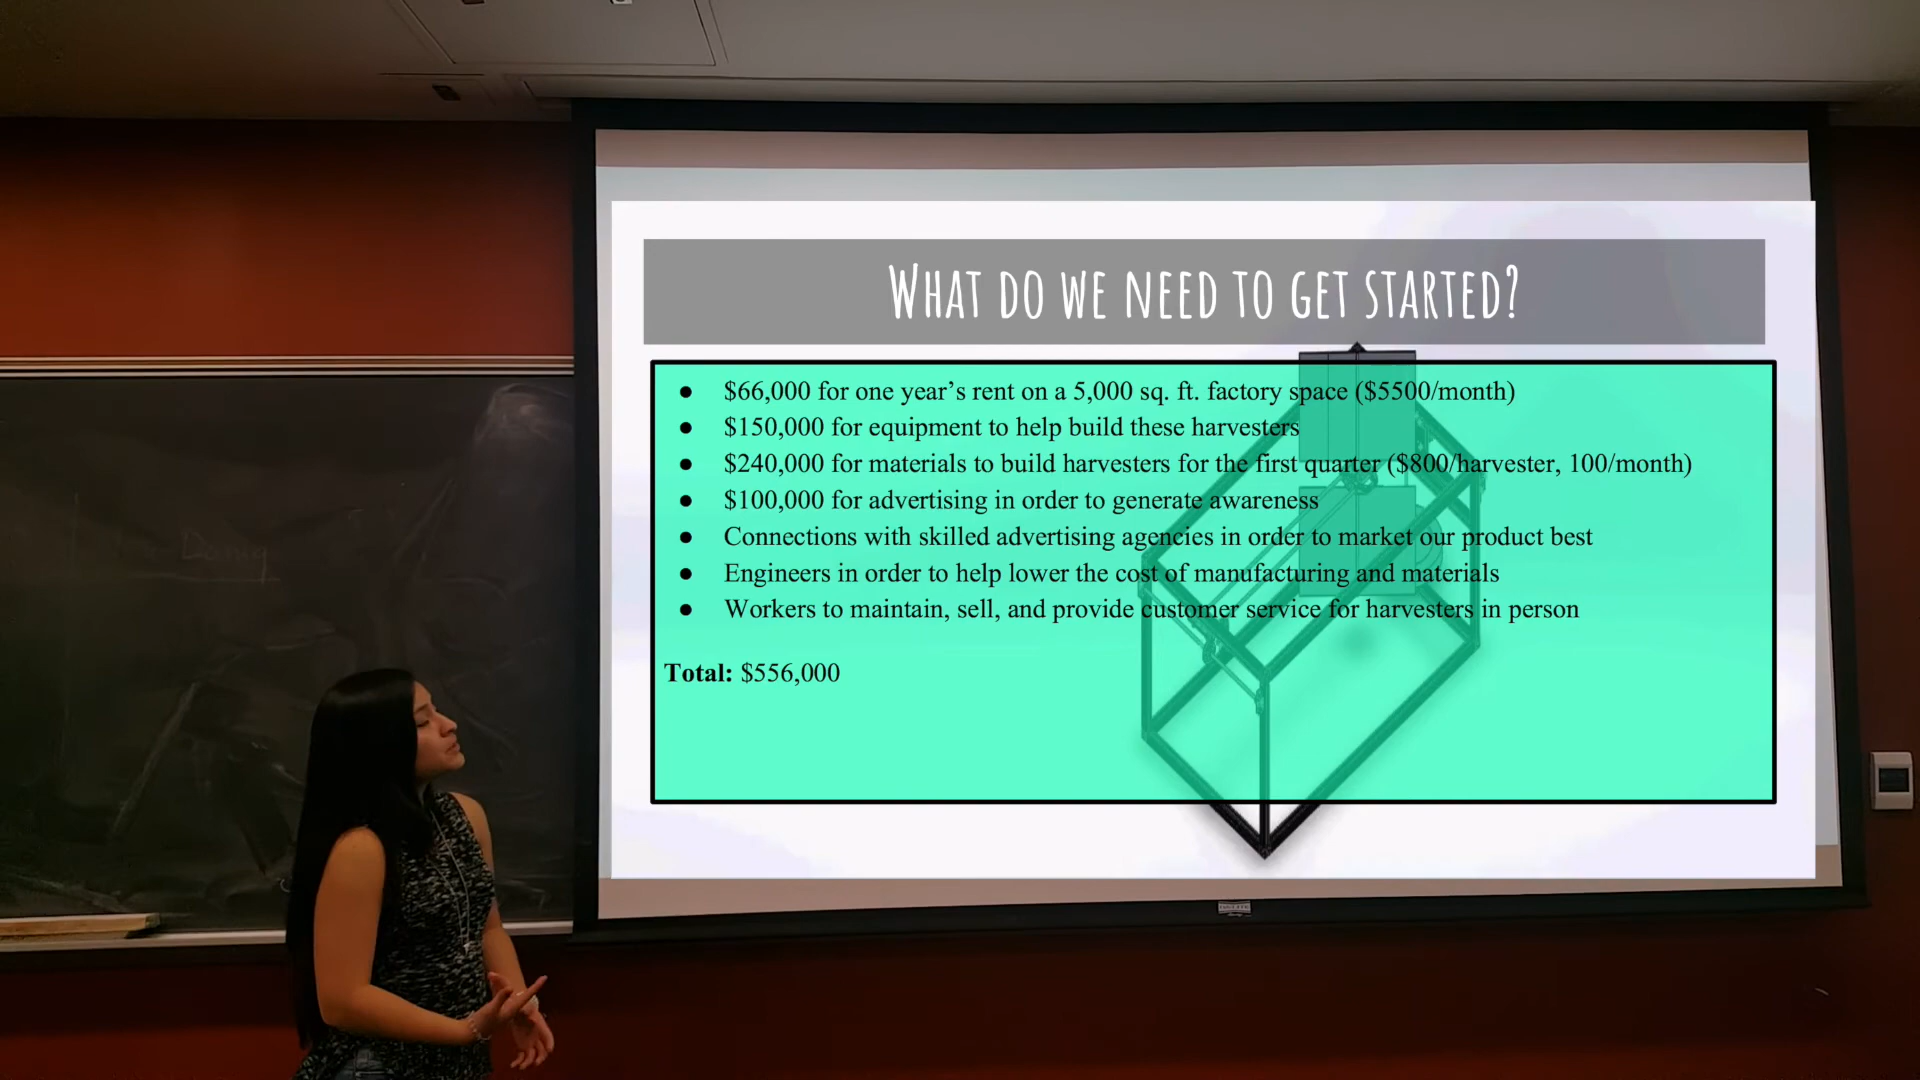 WHAT DO WE NEED TO GET STARTED?
● $66,000 for one year's rent on a 5,000 sq. ft. factory space ($5500/month)
● $150,000 for equipment to help build these harvesters
● $240,000 for materials to build harvesters for the first quarter ($800/harvester, 100/month)
● $100,000 for advertising in order to generate awareness
● Connections with skilled advertising agencies in order to market our product best
● Engineers in order to help lower the cost of manufacturing and materials
● Workers to maintain, sell, and provide customer service for harvesters in person
Total: $556,000